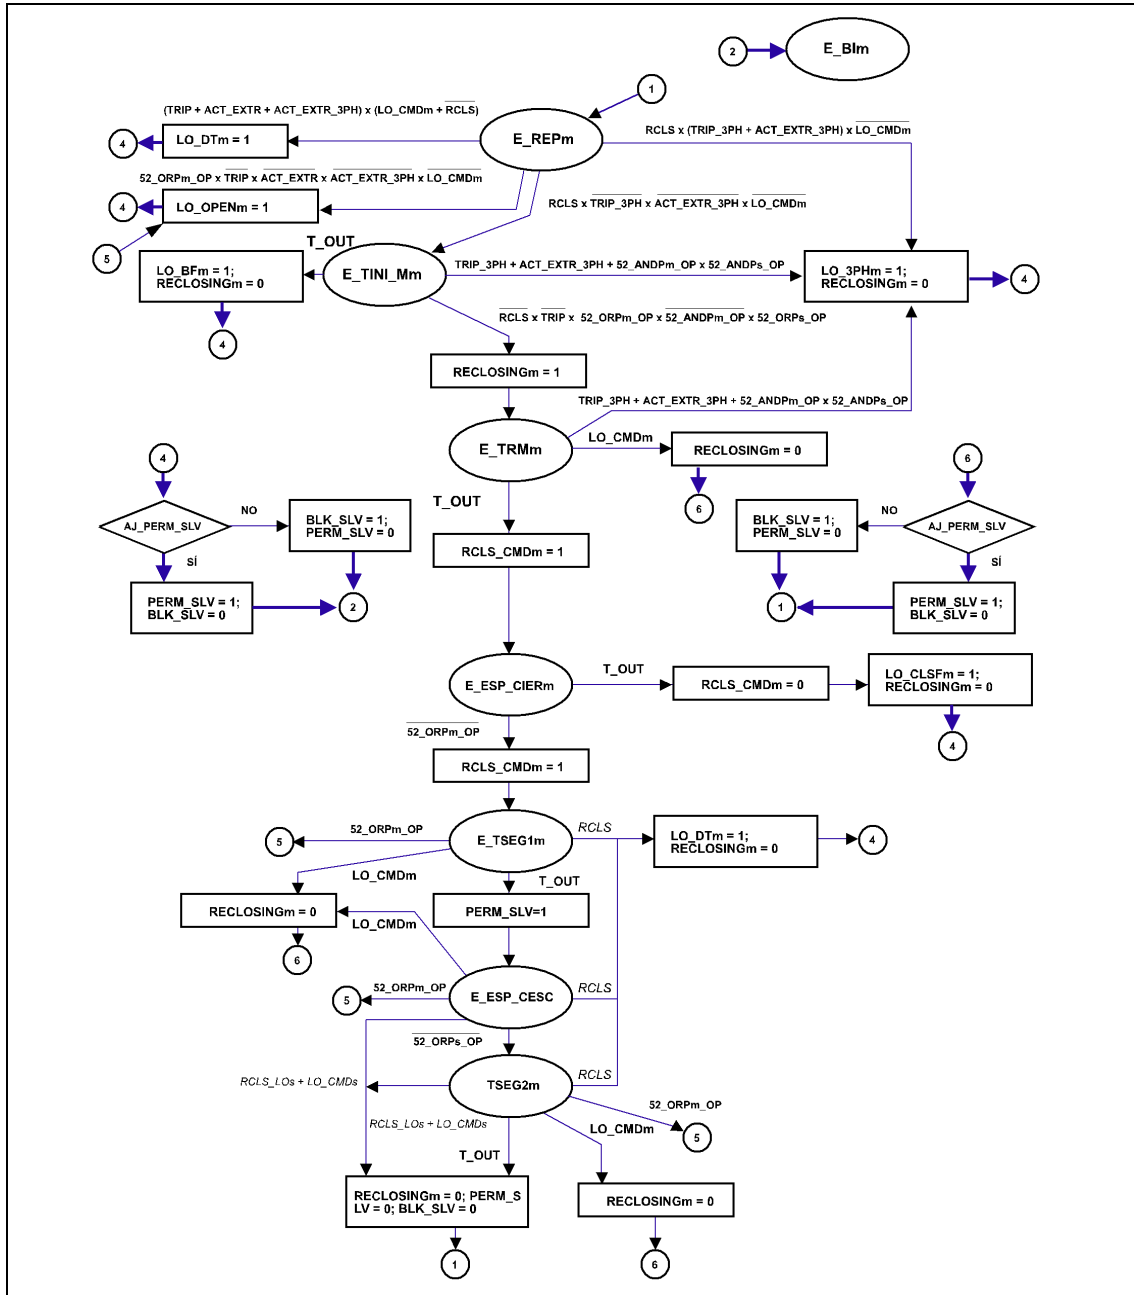 2
E_BIm
1
(TRIP + ACT_EXTR + ACT_EXTR_3PH) x (LO_CMDm + RCLS)
4
LO_DTm = 1
E_REPm
RCLS x (TRIP_3PH + ACT_EXTR_3PH) x LO_CMDm
52_ORPm_OP x TRIP x ACT_EXTR x ACT_EXTR_3PH x LO_CMDm
4
LO_OPENm = 1
RCLS x TRIP_3PH x ACT_EXTR_3PH x LO_CMDm
5
T_OUT
LO_BFm = 1;
RECLOSINGm = 0
E_TINI_Mm
TRIP_3PH + ACT_EXTR_3PH + 52_ANDPm_OP x 52_ANDPs_OP
LO_3PHm = 1;
RECLOSINGm = 0
4
4
RCLS x TRIP x 52_ORPm_OP x 52_ANDPm_OP x 52_ORPs_OP
RECLOSINGm = 1
TRIP_3PH + ACT_EXTR_3PH + 52_ANDPm_OP x 52_ANDPs_OP
E_TRMm
LO_CMDm
RECLOSINGm = 0
6
4
AJ_PERM_SLV
NO
BLK_SLV = 1;
PERM_SLV = 0
SÍ
PERM_SLV = 1;
BLK_SLV = 0
2
T_OUT
RCLS_CMDm = 1
6
AJ_PERM_SLV
NO
BLK_SLV = 1;
PERM_SLV = 0
SÍ
1
PERM_SLV = 1;
BLK_SLV = 0
E_ESP_CIERm
T_OUT
RCLS_CMDm = 0
LO_CLSFm = 1;
RECLOSINGm = 0
4
52_ORPm_OP
RCLS_CMDm = 1
5
52_ORPm_OP
E_TSEG1m
RCLS
LO_DTm = 1;
RECLOSINGm = 0
4
LO_CMDm
T_OUT
RECLOSINGm = 0
PERM_SLV=1
LO_CMDm
6
5
52_ORPm_OP
E_ESP_CESC
RCLS
52_ORPs_OP
RCLS_LOs + LO_CMDs
TSEG2m
RCLS
52_ORPm_OP
5
RCLS_LOs + LO_CMDs
LO_CMDm
T_OUT
RECLOSINGm = 0; PERM_S
LV = 0; BLK_SLV = 0
RECLOSINGm = 0
1
6